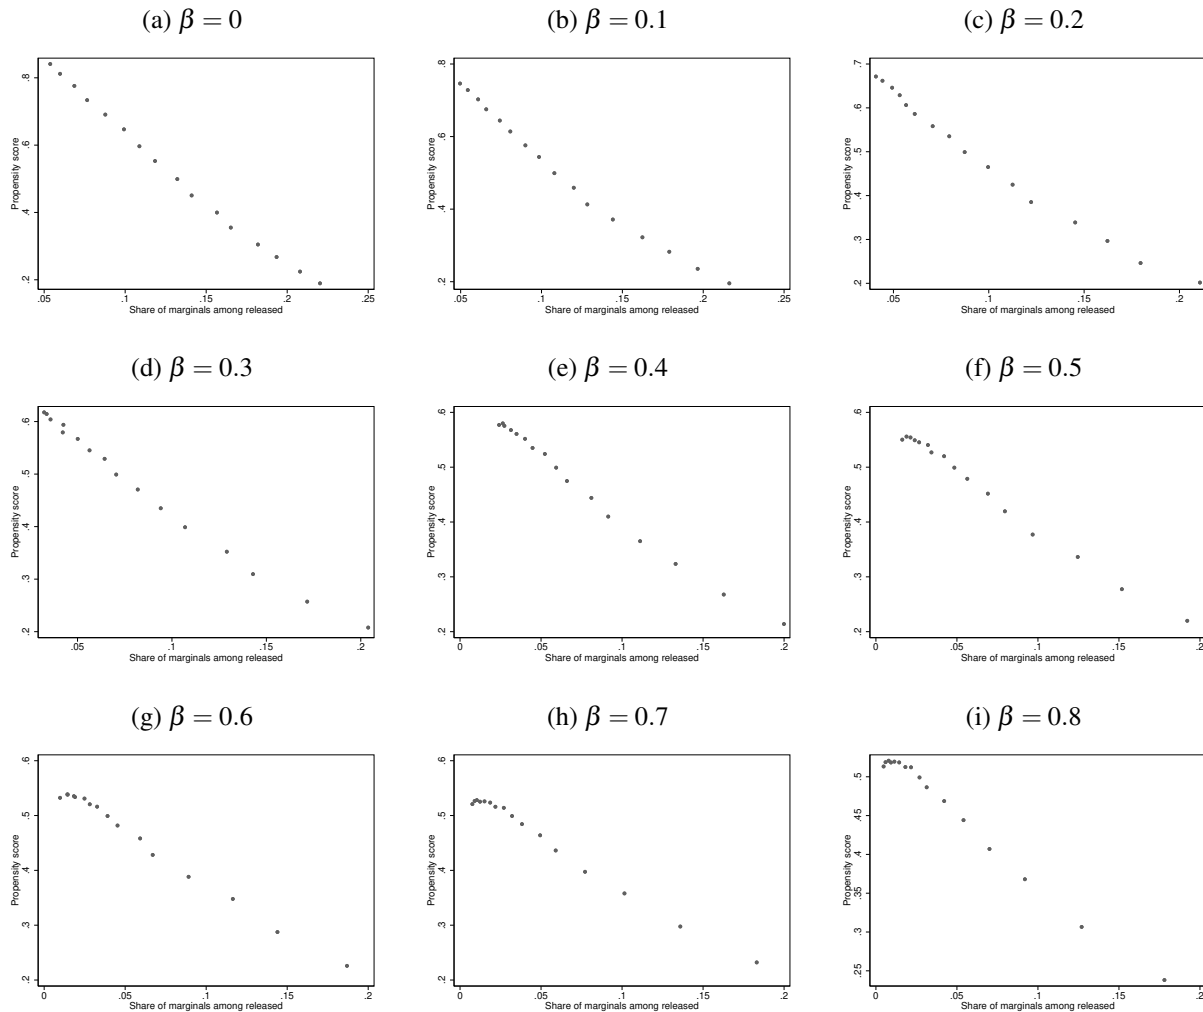 (a) β = 0
(b) β = 0.1
(c) β = 0.2
Propensity score
.2 .4 .6 .8
.05 .1 .15 .2 .25
Share of marginals among released
Propensity score
.2 .4 .6 .8
.05 .1 .15 .2 .25
Share of marginals among released
Propensity score
.2 .3 .4 .5 .6 .7
.05 .1 .15 .2
Share of marginals among released
(d) β = 0.3
(e) β = 0.4
(f) β = 0.5
Propensity score
.2 .3 .4 .5 .6
.05 .1 .15 .2
Share of marginals among released
Propensity score
.2 .3 .4 .5 .6
0 .05 .1 .15 .2
Share of marginals among released
Propensity score
.2 .3 .4 .5 .6
0 .05 .1 .15 .2
Share of marginals among released
(g) β = 0.6
(h) β = 0.7
(i) β = 0.8
Propensity score
.2 .3 .4 .5 .6
0 .05 .1 .15 .2
Share of marginals among released
Propensity score
.2 .3 .4 .5 .6
0 .05 .1 .15 .2
Share of marginals among released
Propensity score
.25 .3 .35 .4 .45 .5
0 .05 .1 .15 .2
Share of marginals among released